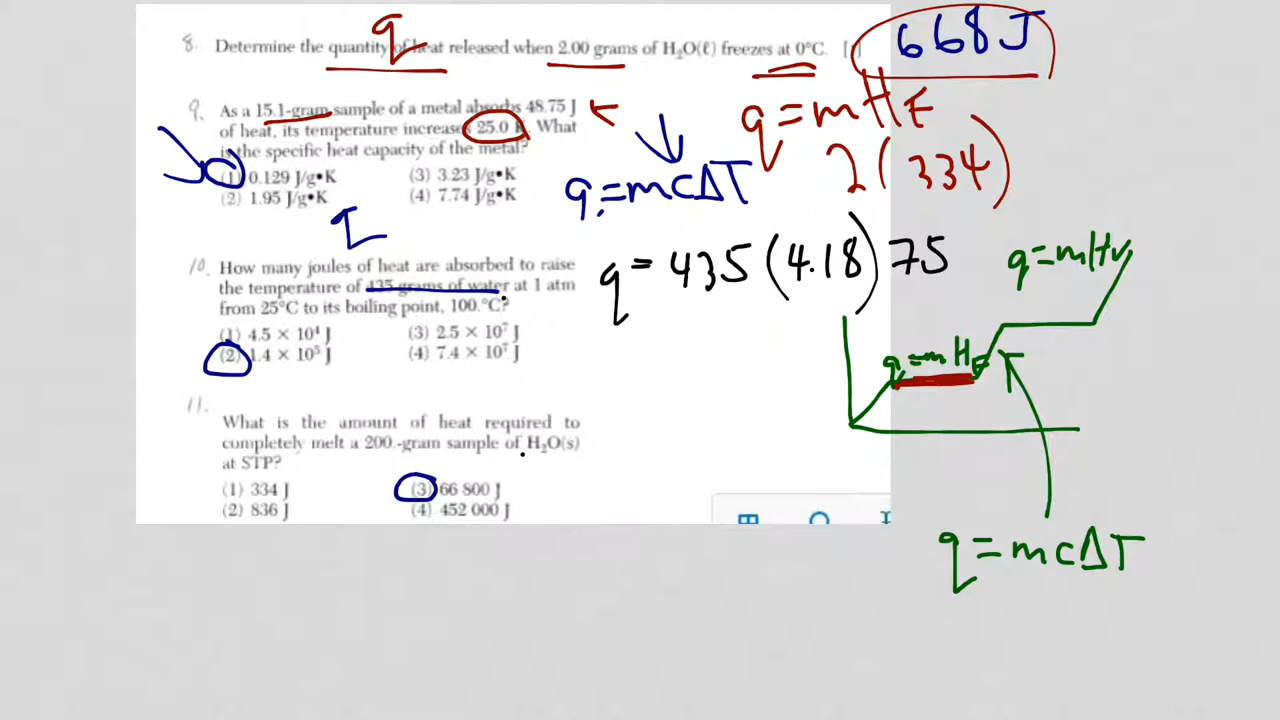 q
8. Determine the quantity of heat released when 2.00 grams of H₂O(ℓ) freezes at 0°C.
668J
9. As a 15.1-gram sample of a metal absorbs 48.75 J
of heat, its temperature increases 25.0 K. What
is the specific heat capacity of the metal?
(1) 0.129 J/g•K (3) 3.23 J/g•K
(2) 1.95 J/g•K (4) 7.74 J/g•K
q = mHF
2(334)
q = mcΔT
q
10. How many joules of heat are absorbed to raise
the temperature of 435 grams of water at 1 atm
from 25°C to its boiling point, 100.°C?
(1) 4.5 × 10⁴ J (3) 2.5 × 10⁷ J
(2) 1.4 × 10⁵ J (4) 7.4 × 10⁷ J
q = 435(4.18)75
q=mHv
q=mHF
11.
What is the amount of heat required to
completely melt a 200.-gram sample of H₂O(s)
at STP?
(1) 334 J (3) 66 800 J
(2) 836 J (4) 452 000 J
q = mcΔT